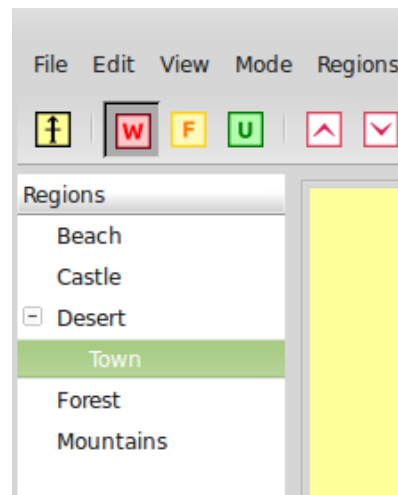 File Edit View Mode Regions
W F U
Regions
Beach
Castle
Desert
Town
Forest
Mountains